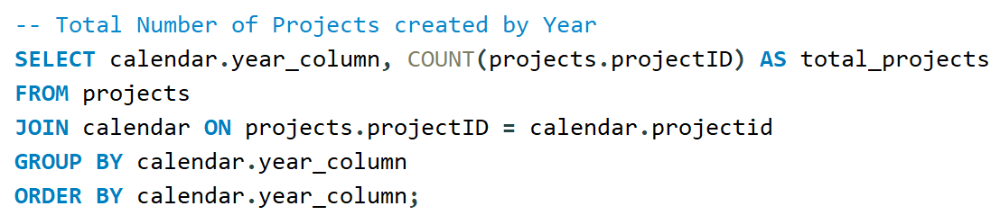 -- Total Number of Projects created by Year
SELECT calendar.year_column, COUNT(projects.projectID) AS total_projects
FROM projects
JOIN calendar ON projects.projectID = calendar.projectid
GROUP BY calendar.year_column
ORDER BY calendar.year_column;